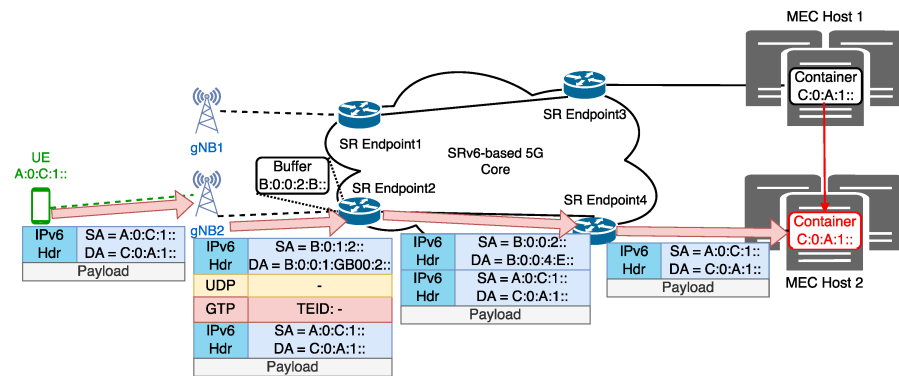 MEC Host 1
Container
C:0:A:1::
SR Endpoint3
gNB1
SR Endpoint1
SRv6-based 5G
Core
UE
A:0:C:1::
Buffer
B:0:0:2:B::
SR Endpoint2
SR Endpoint4
gNB2
Container
C:0:A:1::
MEC Host 2
IPv6
Hdr
SA = A:0:C:1::
DA = C:0:A:1::
Payload
IPv6
Hdr
SA = B:0:1:2::
DA = B:0:0:1:GB00:2::
UDP
-
GTP
TEID: -
IPv6
Hdr
SA = A:0:C:1::
DA = C:0:A:1::
Payload
IPv6
Hdr
SA = B:0:0:2::
DA = B:0:0:4:E::
IPv6
Hdr
SA = A:0:C:1::
DA = C:0:A:1::
Payload
IPv6
Hdr
SA = A:0:C:1::
DA = C:0:A:1::
Payload